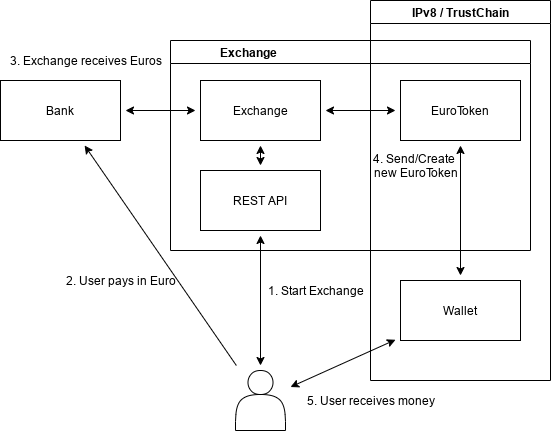 IPv8 / TrustChain
Exchange
3. Exchange receives Euros
Bank
Exchange
EuroToken
4. Send/Create
new EuroToken
REST API
2. User pays in Euro
1. Start Exchange
Wallet
5. User receives money